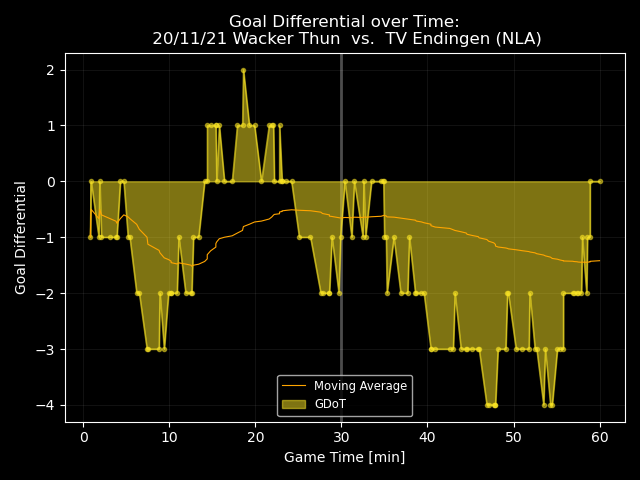 Goal Differential over Time:
20/11/21 Wacker Thun  vs.  TV Endingen (NLA)
Goal Differential
2
1
0
−1
−2
−3
−4
Moving Average
GDoT
0 10 20 30 40 50 60
Game Time [min]